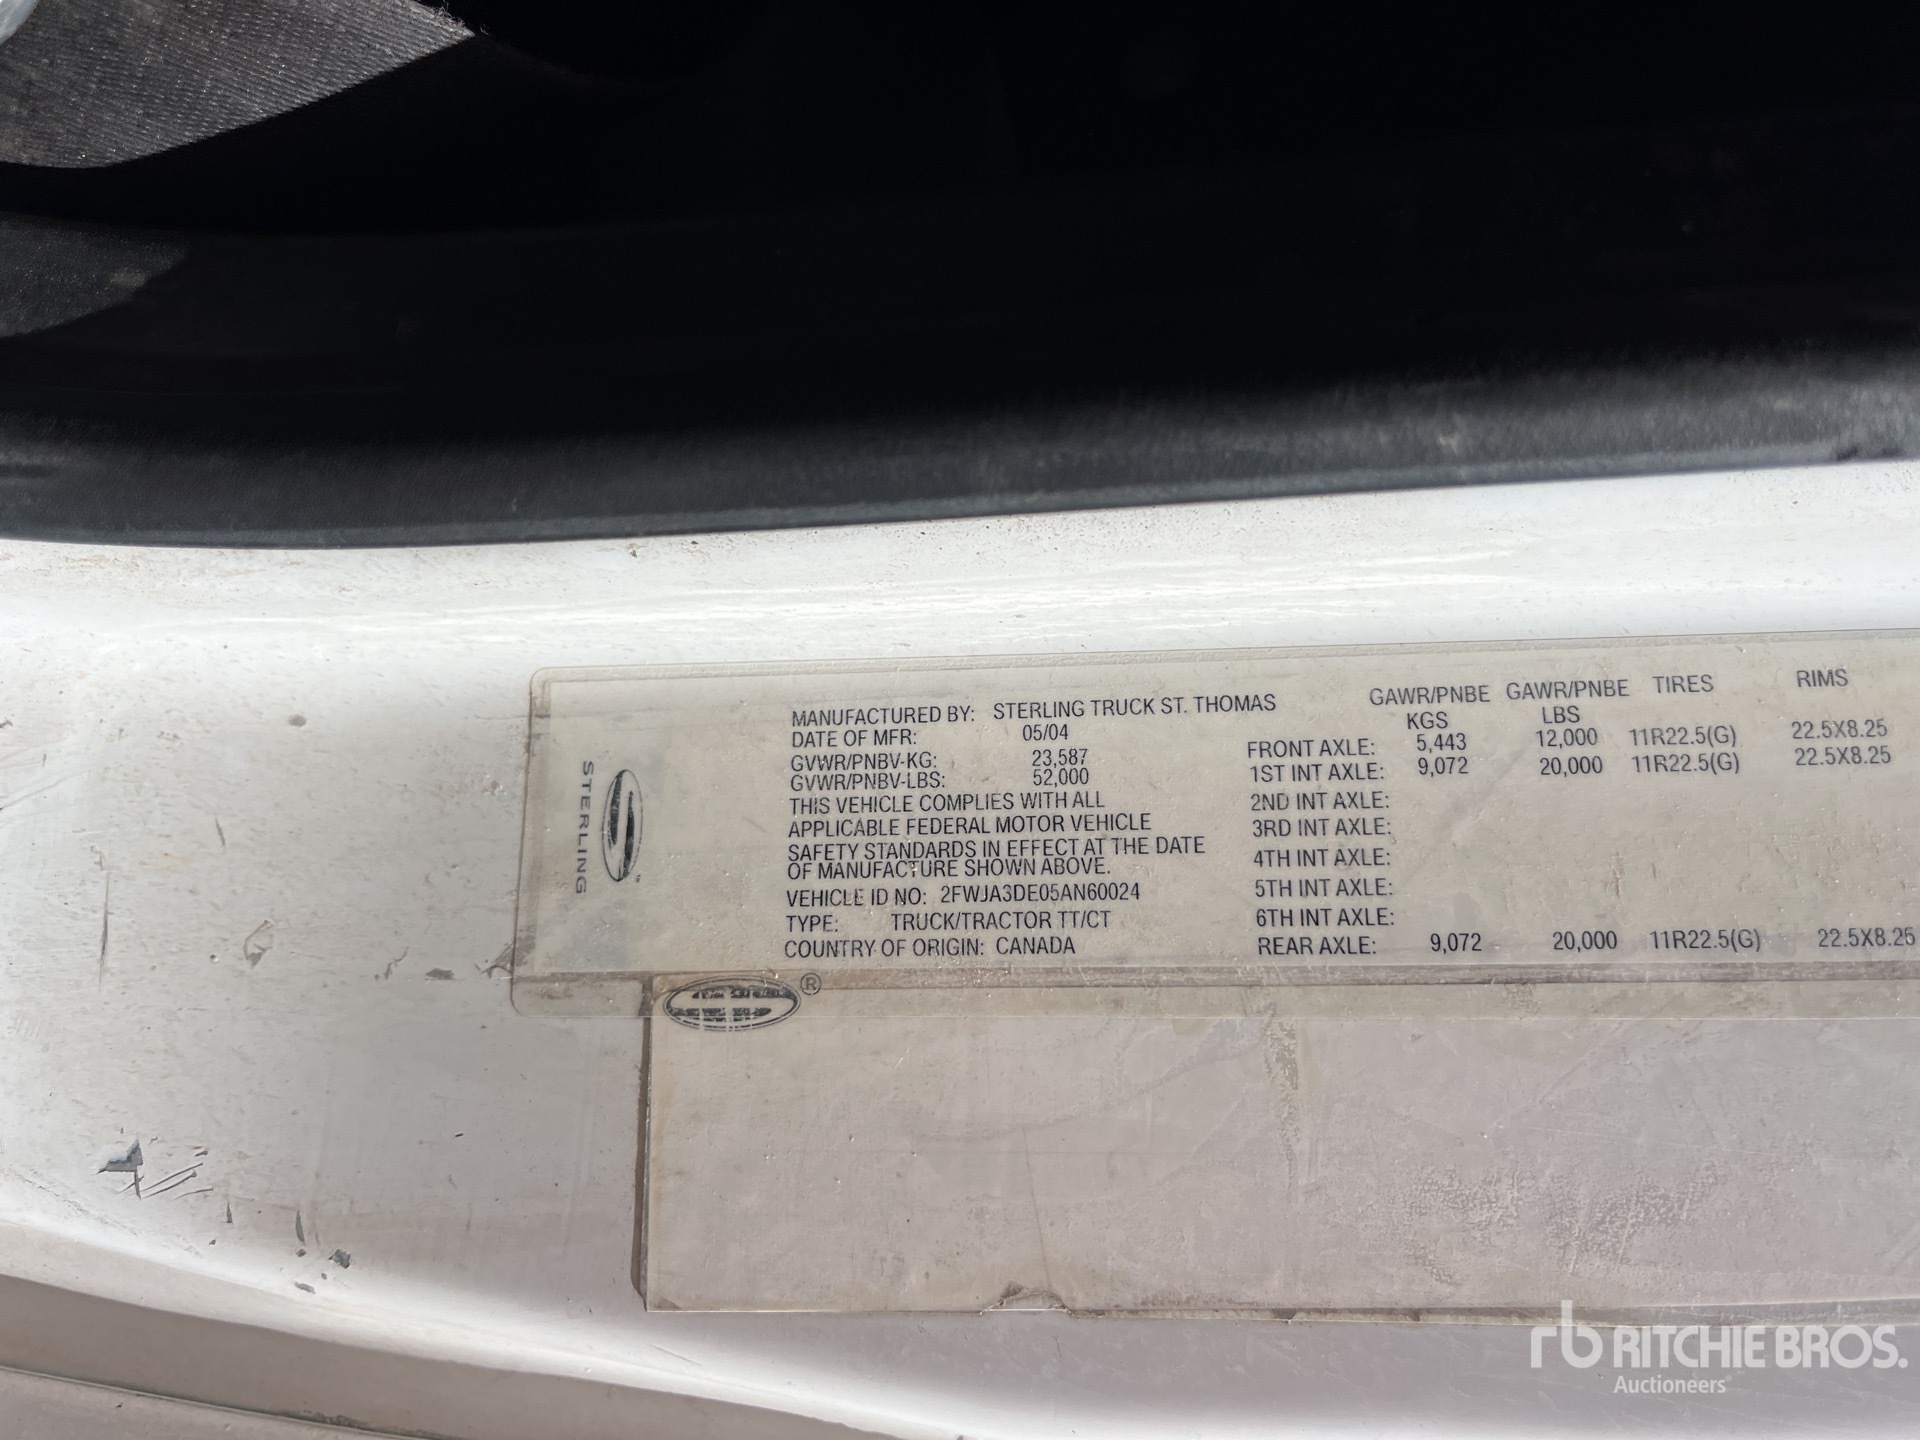 STERLING
MANUFACTURED BY: STERLING TRUCK ST. THOMAS
DATE OF MFR: 05/04
GVWR/PNBV-KG: 23,587
GVWR/PNBV-LBS: 52,000
THIS VEHICLE COMPLIES WITH ALL
APPLICABLE FEDERAL MOTOR VEHICLE
SAFETY STANDARDS IN EFFECT AT THE DATE
OF MANUFACTURE SHOWN ABOVE.
VEHICLE ID NO: 2FWJA3DE05AN60024
TYPE: TRUCK/TRACTOR TT/CT
COUNTRY OF ORIGIN: CANADA
GAWR/PNBE GAWR/PNBE TIRES RIMS
KGS LBS
FRONT AXLE: 5,443 12,000 11R22.5(G) 22.5X8.25
1ST INT AXLE: 9,072 20,000 11R22.5(G) 22.5X8.25
2ND INT AXLE:
3RD INT AXLE:
4TH INT AXLE:
5TH INT AXLE:
6TH INT AXLE:
REAR AXLE: 9,072 20,000 11R22.5(G) 22.5X8.25
®
rb RITCHIE BROS.
Auctioneers